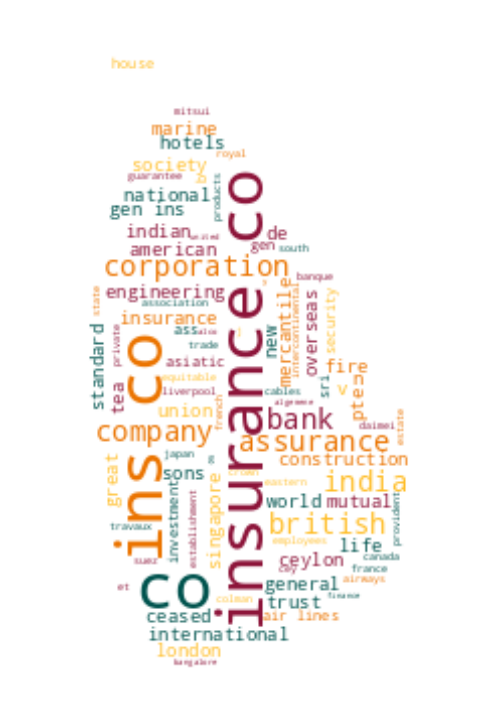 house
mitsui
marine
hotels
royal
society
guarantee
b
products
national
gen ins
insurance co
indian
united
de
american
gen
south
corporation
banque
engineering
state
association
intercontinental
mercantile
overseas
security
insurance
standard
private
ass
new
trade
ins co
asiatic
fire
equitable
sri
v
liverpool
cables
pte
tea
algemene
union
french
bank
daimei
estate
company
assurance
japan
construction
great
sons
g
crown
eastern
india
investment
establishment
singapore
world
mutual
provident
travaux
british
employees
life
suez
ceylon
cey
canada
france
et
co
general
airways
colman
trust
finance
ceased
air lines
international
london
bangalore